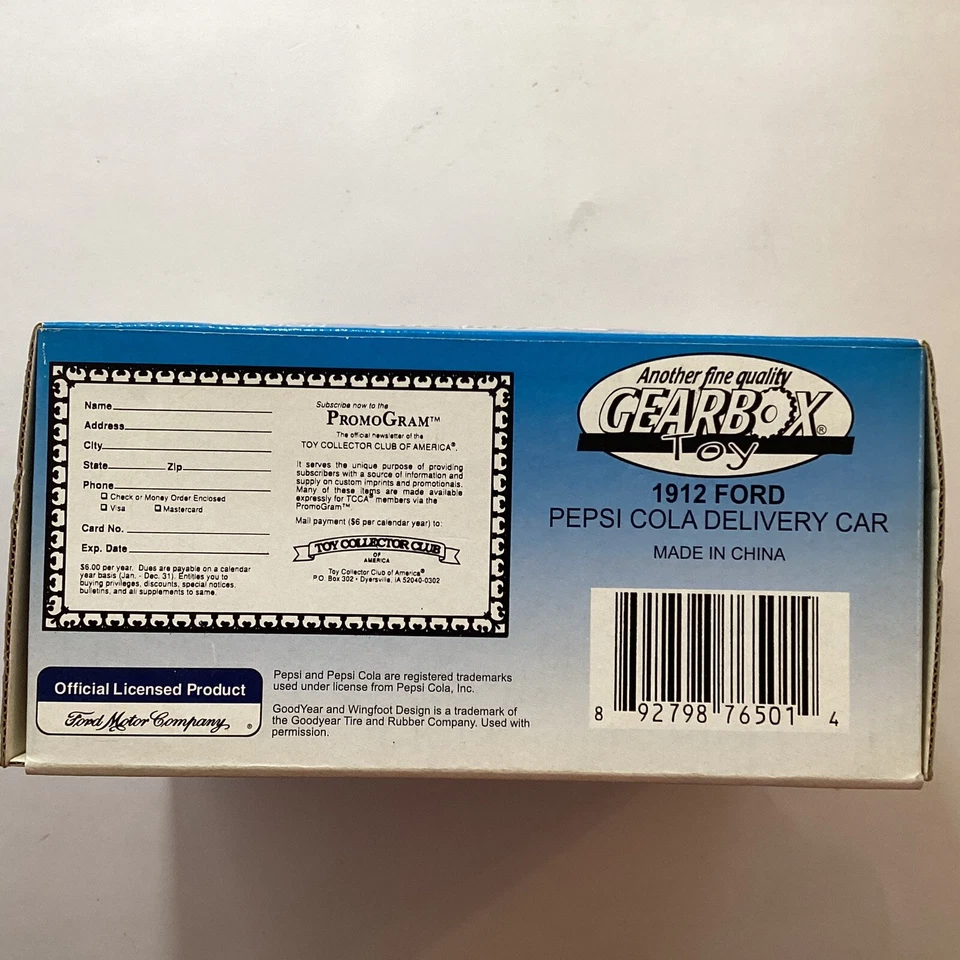 Name
Address
City
State Zip
Phone
Check or Money Order Enclosed
Visa Mastercard
Card No.
Exp. Date
$6.00 per year. Dues are payable on a calendar
year basis (Jan. - Dec. 31). Entitles you to
buying privileges, discounts, special notices,
bulletins, and all supplements to same.
Subscribe now to the
PROMOGRAM™
The official newsletter of the
TOY COLLECTOR CLUB OF AMERICA®.
It serves the unique purpose of providing
subscribers with a source of information and
supply on custom imprints and promotionals.
Many of these items are made available
expressly for TCCA® members via the
PromoGram™
Mail payment ($6 per calendar year) to:
TOY COLLECTOR CLUB
OF
AMERICA
Toy Collector Club of America®
P.O. Box 302 • Dyersville, IA 52040-0302
Another fine quality
GEARBOX®
Toy
1912 FORD
PEPSI COLA DELIVERY CAR
MADE IN CHINA
8 92798 76501 4
Official Licensed Product
Ford Motor Company®
Pepsi and Pepsi Cola are registered trademarks
used under license from Pepsi Cola, Inc.
GoodYear and Wingfoot Design is a trademark of
the Goodyear Tire and Rubber Company. Used with
permission.